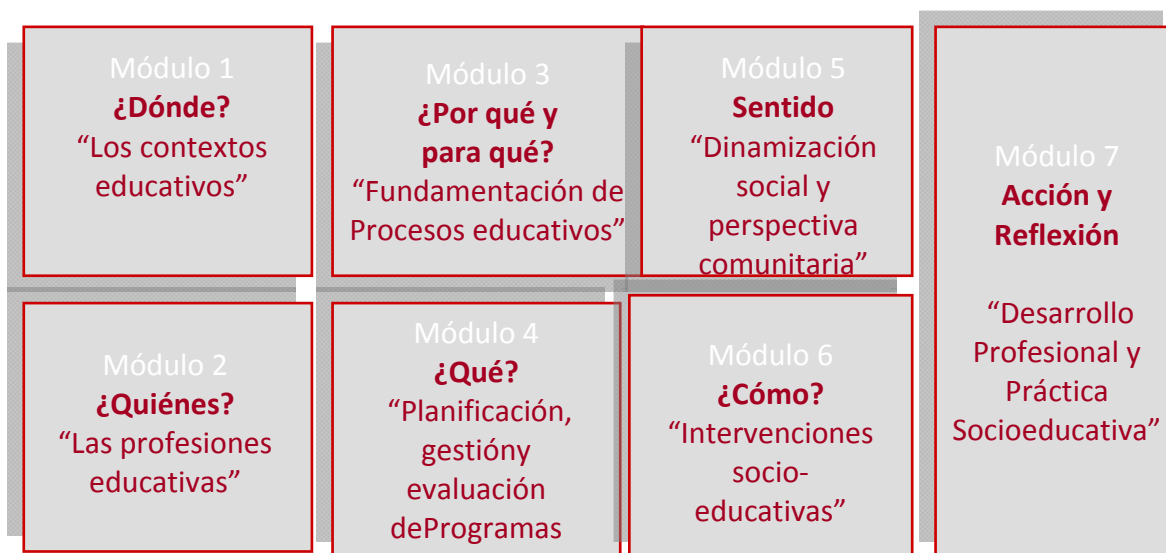 Módulo 1
¿Dónde?
“Los contextos
educativos”
Módulo 2
¿Quiénes?
“Las profesiones
educativas”
Módulo 3
¿Por qué y
para qué?
“Fundamentación de
Procesos educativos”
Módulo 4
¿Qué?
“Planificación,
gestióny
evaluación
deProgramas
Módulo 5
Sentido
“Dinamización
social y
perspectiva
comunitaria”
Módulo 6
¿Cómo?
“Intervenciones
socio-
educativas”
Módulo 7
Acción y
Reflexión
“Desarrollo
Profesional y
Práctica
Socioeducativa”